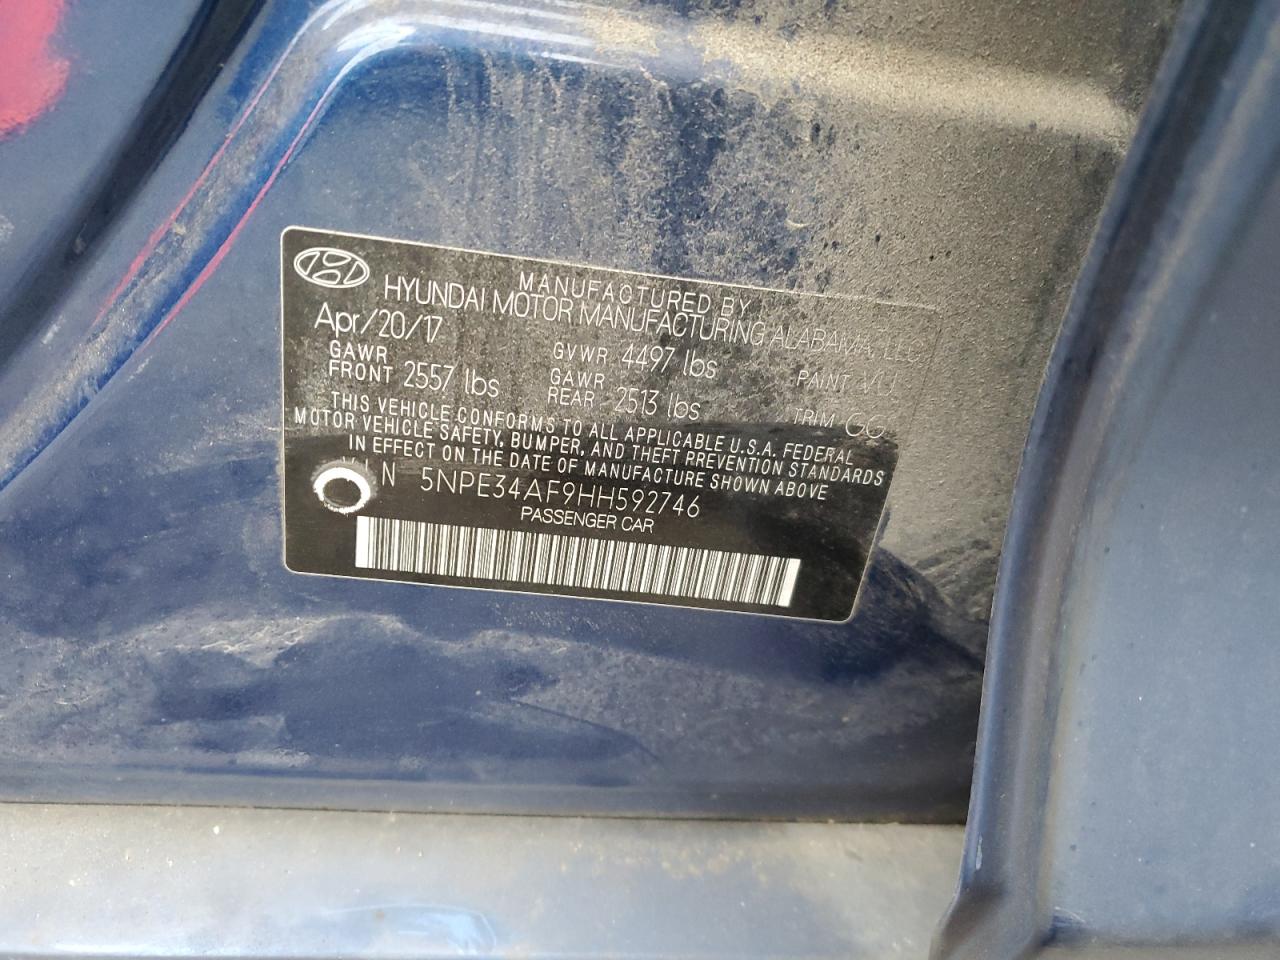 MANUFACTURED BY
HYUNDAI MOTOR MANUFACTURING ALABAMA, LLC
Apr/20/17
GAWR FRONT 2557 lbs
GVWR 4497 lbs
GAWR REAR 2513 lbs
PAINT VU
TRIM GG
THIS VEHICLE CONFORMS TO ALL APPLICABLE U.S.A. FEDERAL
MOTOR VEHICLE SAFETY, BUMPER, AND THEFT PREVENTION STANDARDS
IN EFFECT ON THE DATE OF MANUFACTURE SHOWN ABOVE
5NPE34AF9HH592746
PASSENGER CAR